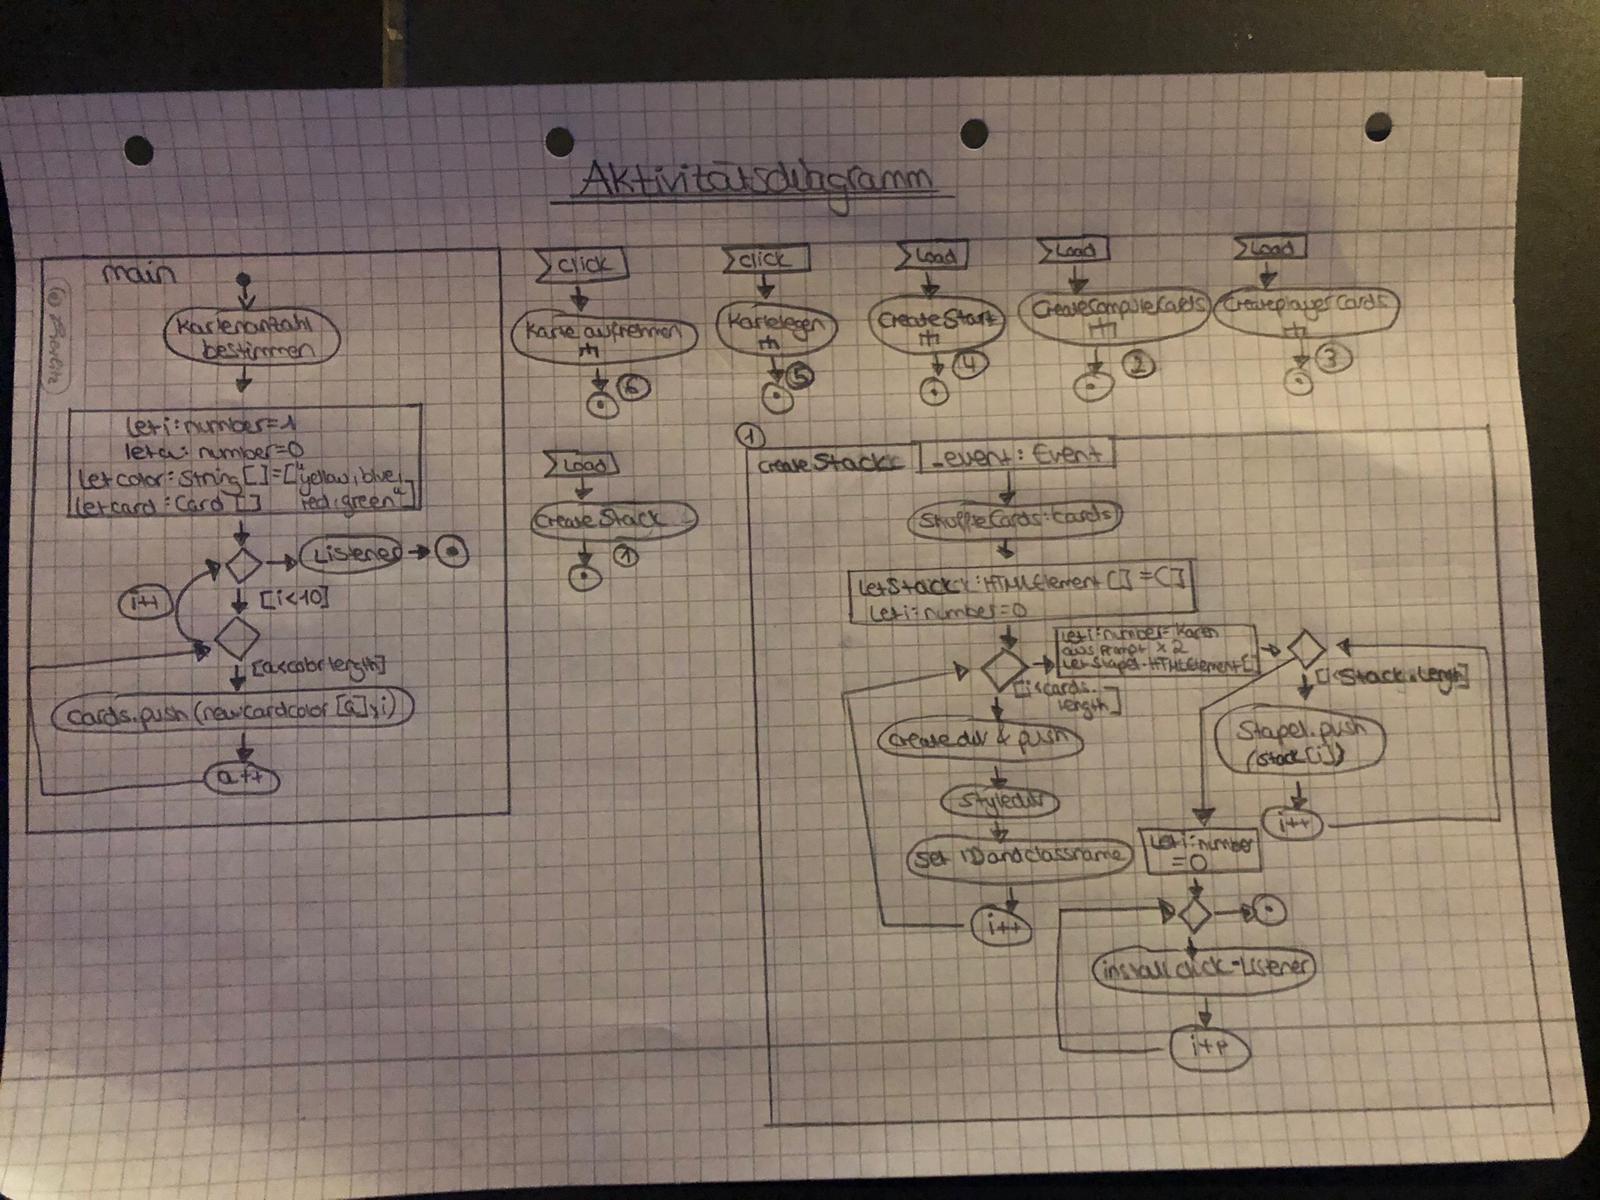 Aktivitätsdiagramm
main
Kartenanzahl
bestimmen
let i: number=1
let a: number=0
let color: String[]=["yellow, blue,
red, green"]
let card: Card []
Listener
i++
[i<10]
[a<color length]
cards.push(new card color [a], i)
a++
click
Karte aufnehmen
6
click
Karte legen
5
Load
Create Start
4
Load
Create Compute Cards
2
Load
Create player Cards
3
Load
Create Stack
1
1
create Stack
_event: Event
Shuffle Cards: cards
let Stack: HTMLElement [] =[]
let i: number=0
let i: number= Karten
aus Prompt x 2
let Stapel: HTMLElement[
[i<cards.
length]
[i<Stack.length]
Create div & push
Stapel.push
(stack[i])
style div
i++
Set ID and classname
let i: number
=0
i++
install click-Listener
i++